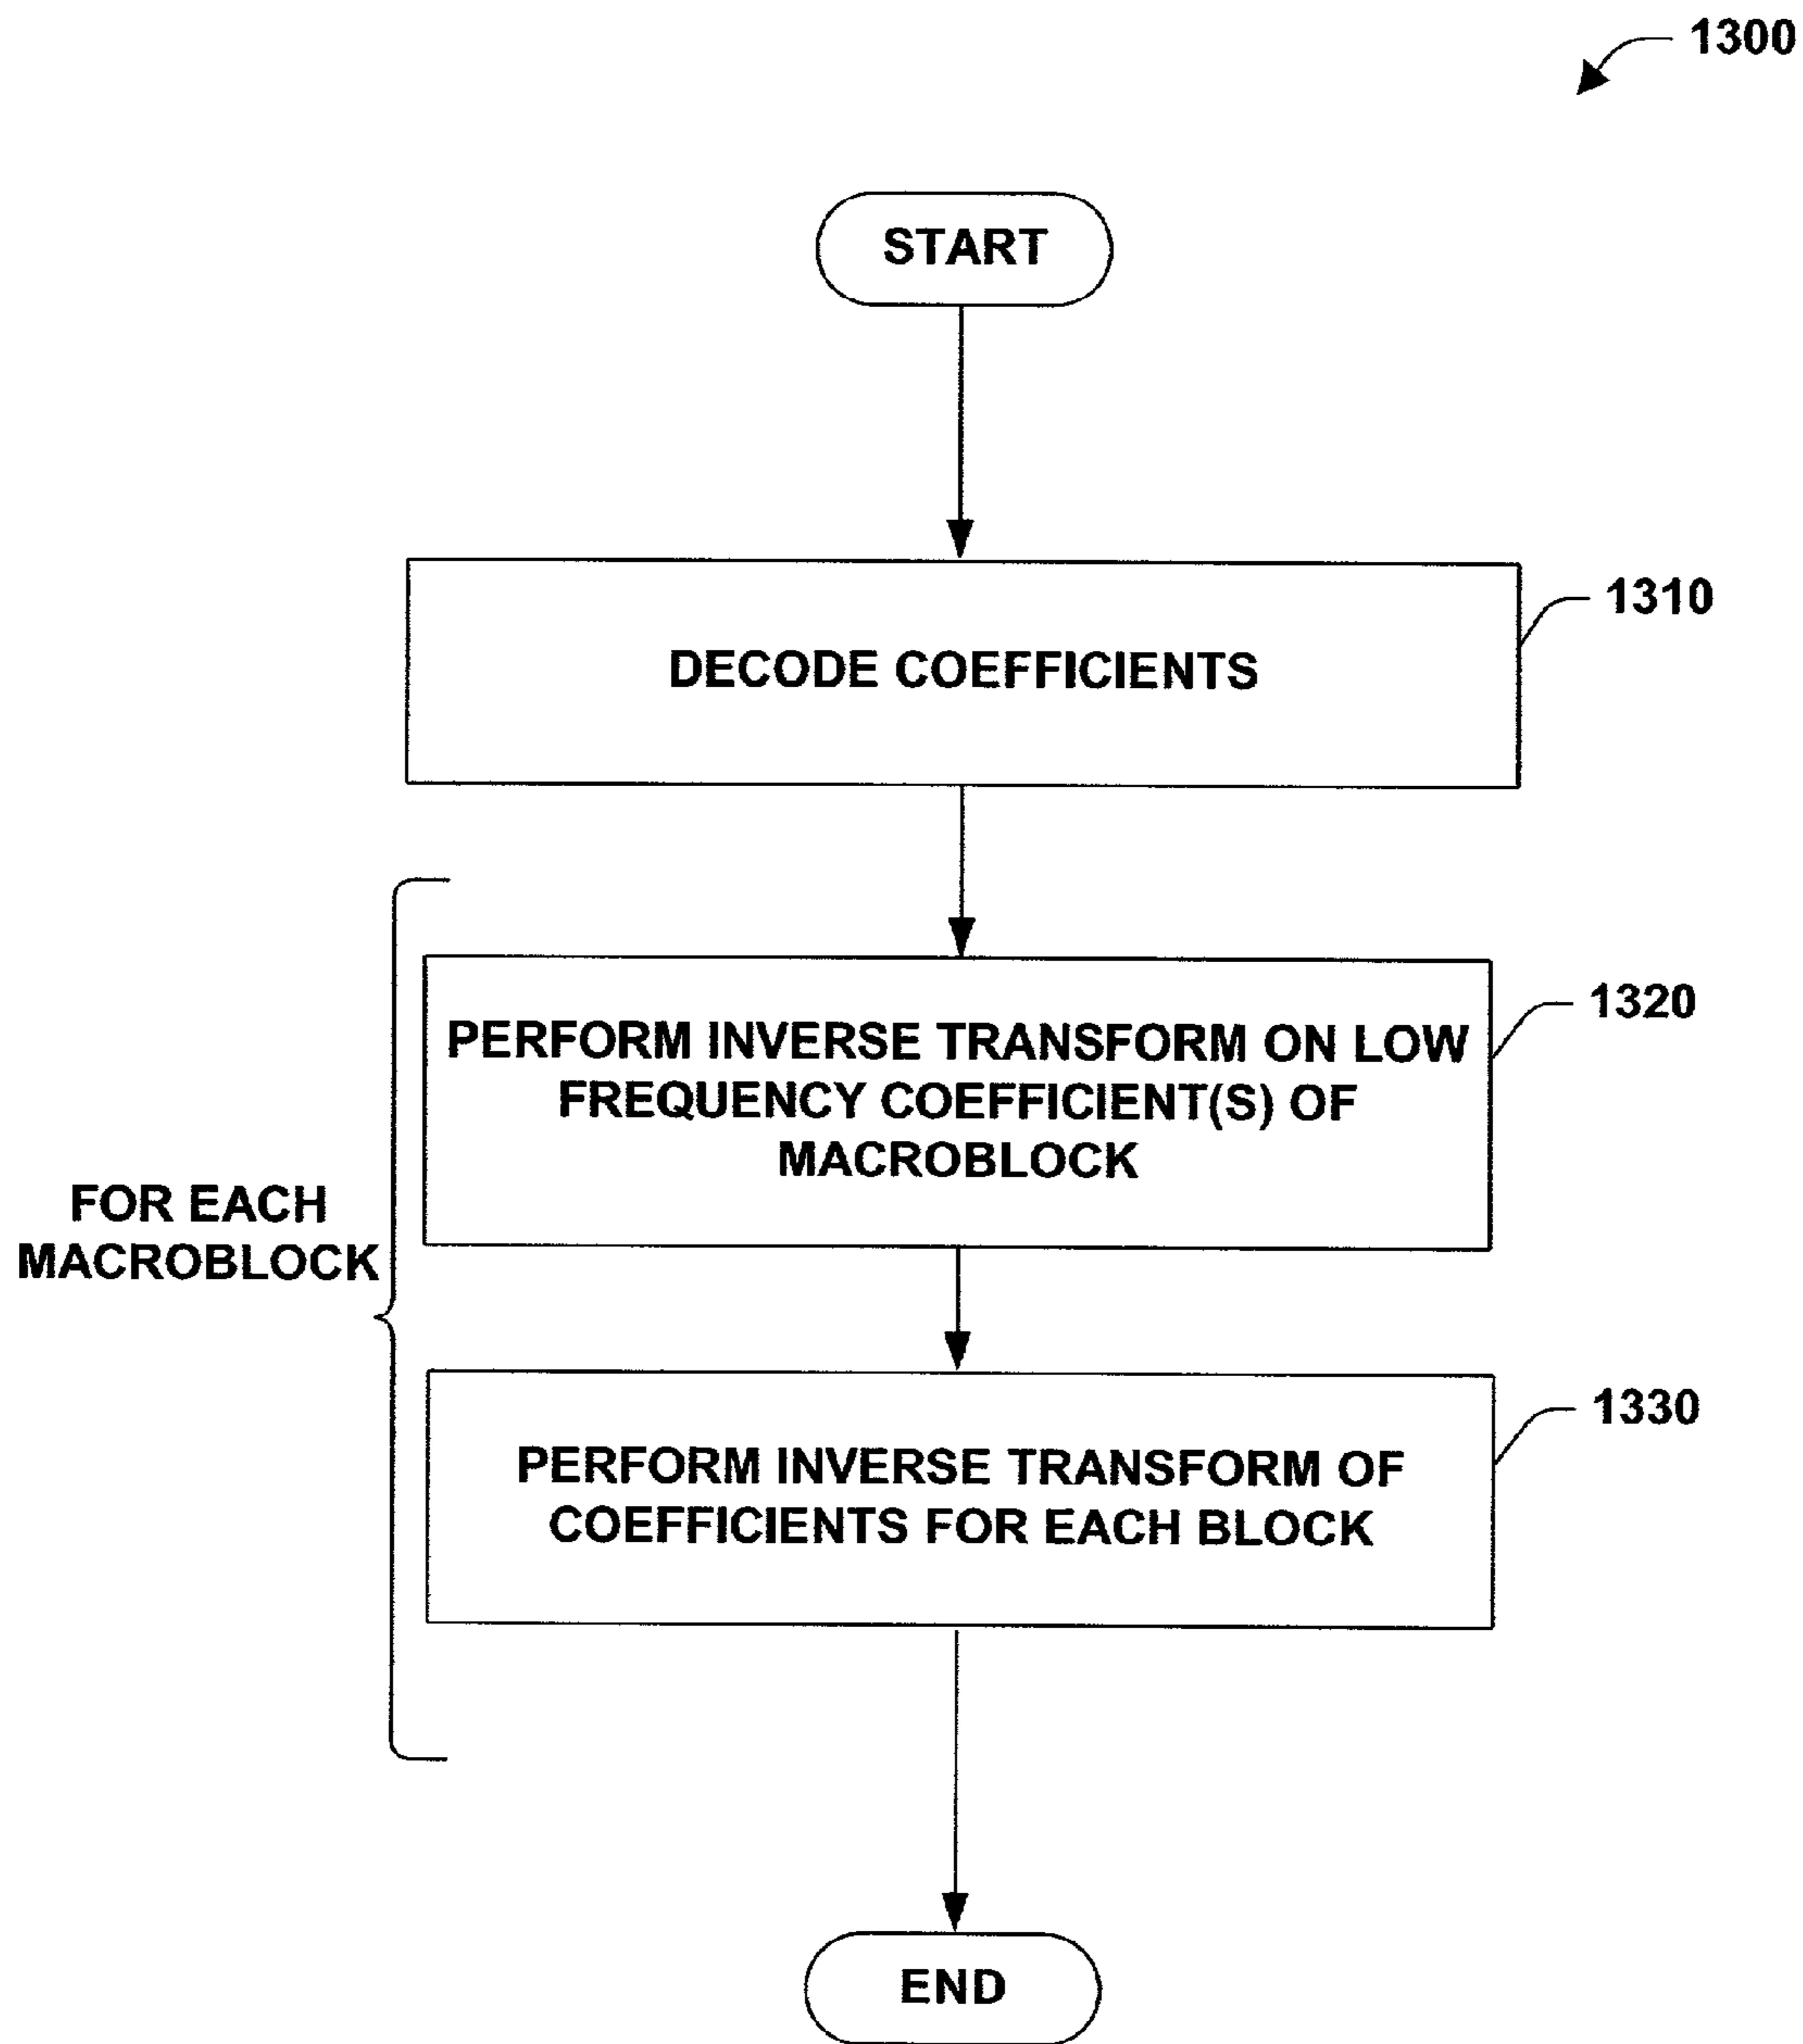 1300
START
1310
DECODE COEFFICIENTS
1320
PERFORM INVERSE TRANSFORM ON LOW
FREQUENCY COEFFICIENT(S) OF
MACROBLOCK
FOR EACH
MACROBLOCK
1330
PERFORM INVERSE TRANSFORM OF
COEFFICIENTS FOR EACH BLOCK
END